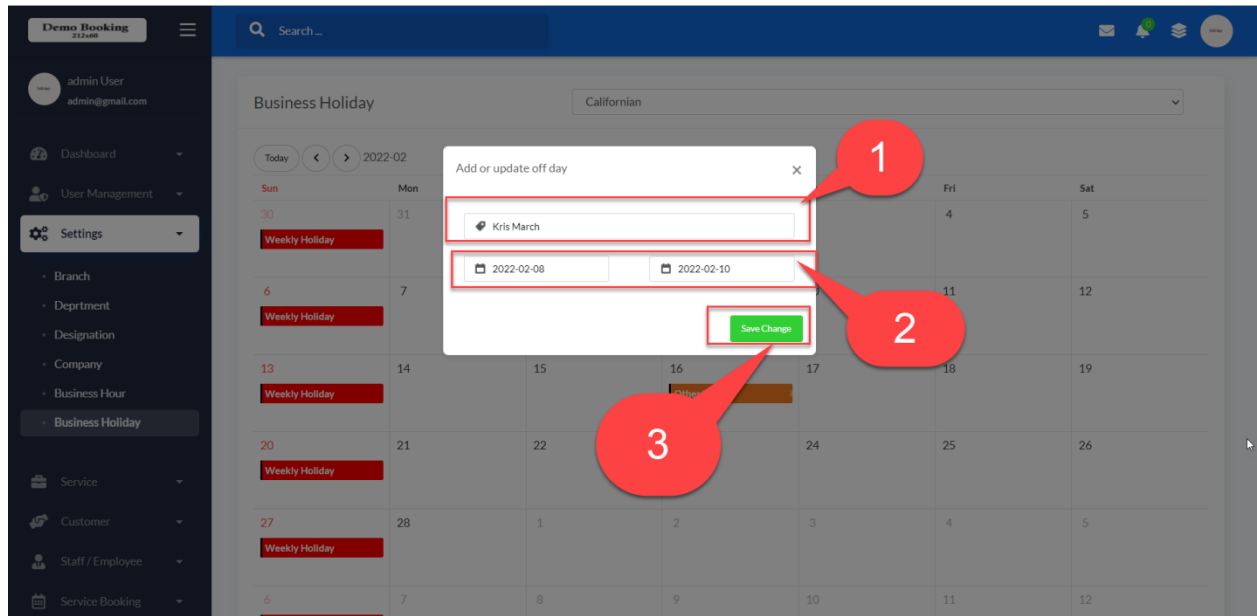 Demo Booking
212x60
Search ...
admin User
admin@gmail.com
Business Holiday
Californian
Dashboard
User Management
Settings
Branch
Deprtment
Designation
Company
Business Hour
Business Holiday
Service
Customer
Staff / Employee
Service Booking
Today
2022-02
Sun Mon Fri Sat
30 31 4 5
Weekly Holiday
6 7 11 12
Weekly Holiday
13 14 15 16 17 18 19
Weekly Holiday
20 21 22 24 25 26
Weekly Holiday
27 28 1 2 3 4 5
Weekly Holiday
6 7 8 9 10 11 12
Add or update off day
×
Kris March
2022-02-08 2022-02-10
Save Change
1
2
3